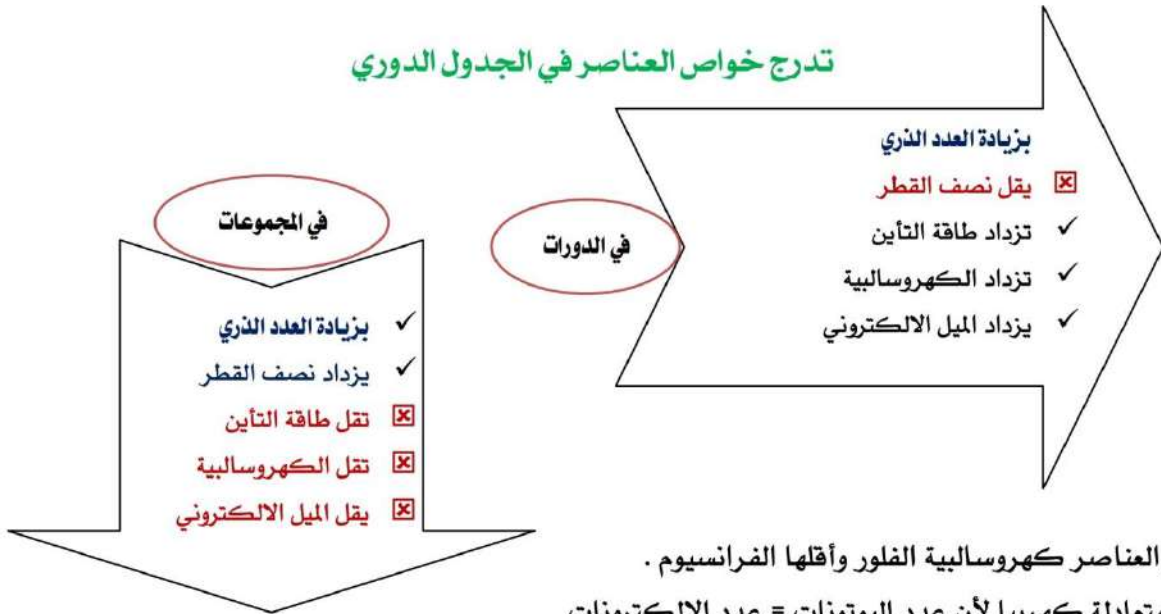 تدرج خواص العناصر في الجدول الدوري
في الدورات
بزيادة العدد الذري
يقل نصف القطر
تزداد طاقة التأين
تزداد الكهروسالبية
يزداد الميل الالكتروني
في المجموعات
بزيادة العدد الذري
يزداد نصف القطر
تقل طاقة التأين
تقل الكهروسالبية
يقل الميل الالكتروني
العناصر كهروسالبية الفلور وأقلها الفرانسيوم .